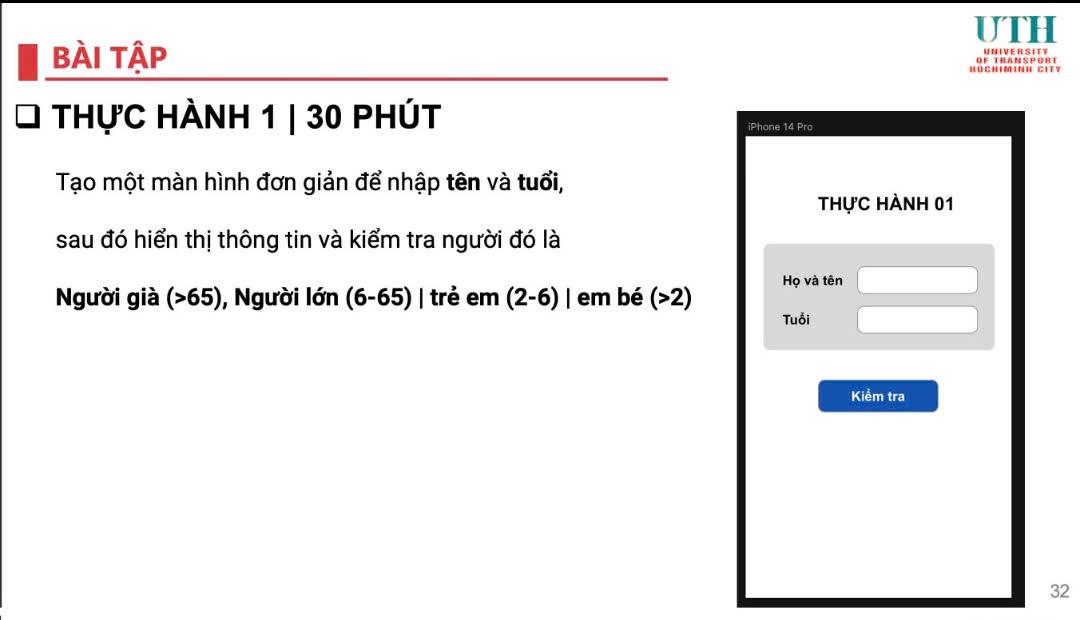 UTH
UNIVERSITY
OF TRANSPORT
HOCHIMINH CITY
BÀI TẬP
THỰC HÀNH 1 | 30 PHÚT
Tạo một màn hình đơn giản để nhập tên và tuổi,
sau đó hiển thị thông tin và kiểm tra người đó là
Người già (>65), Người lớn (6-65) | trẻ em (2-6) | em bé (>2)
iPhone 14 Pro
THỰC HÀNH 01
Họ và tên
Tuổi
Kiểm tra
32